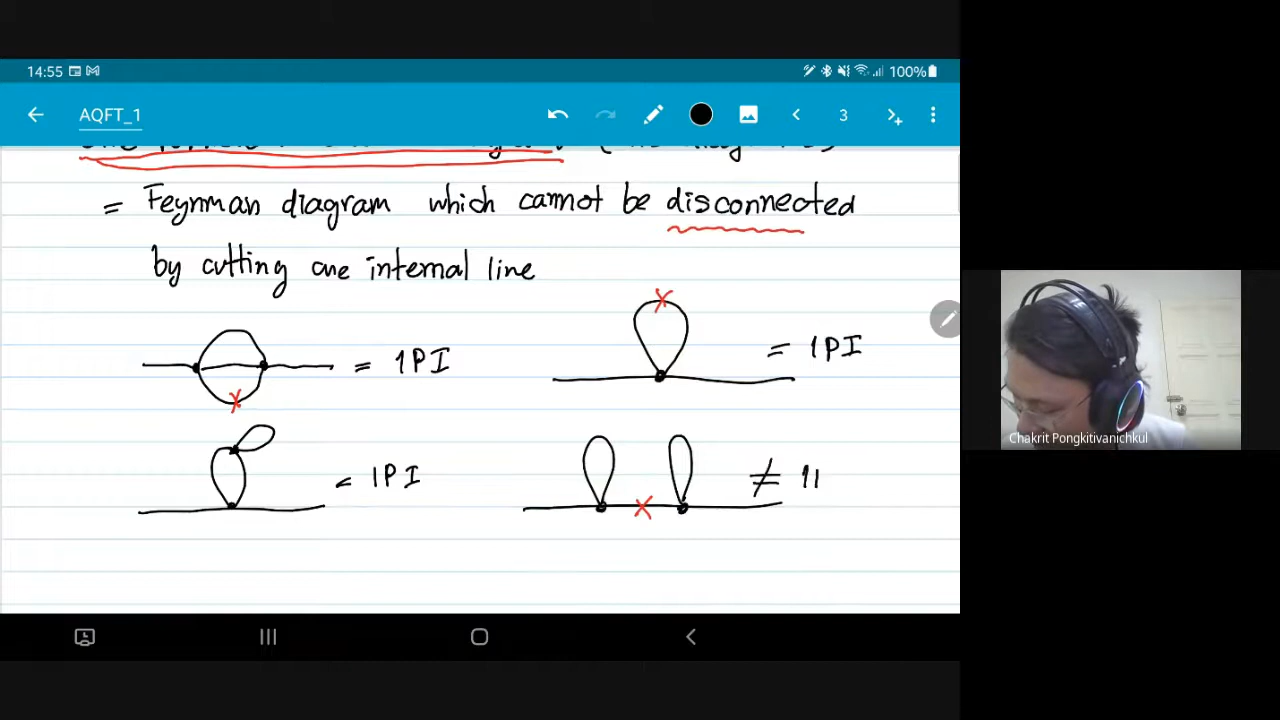 14:55 100%
AQFT_1 3
= Feynman diagram which cannot be disconnected
by cutting one internal line
= 1PI
= 1PI
= 1PI
≠ 11
Chakrit Pongkitivanichkul